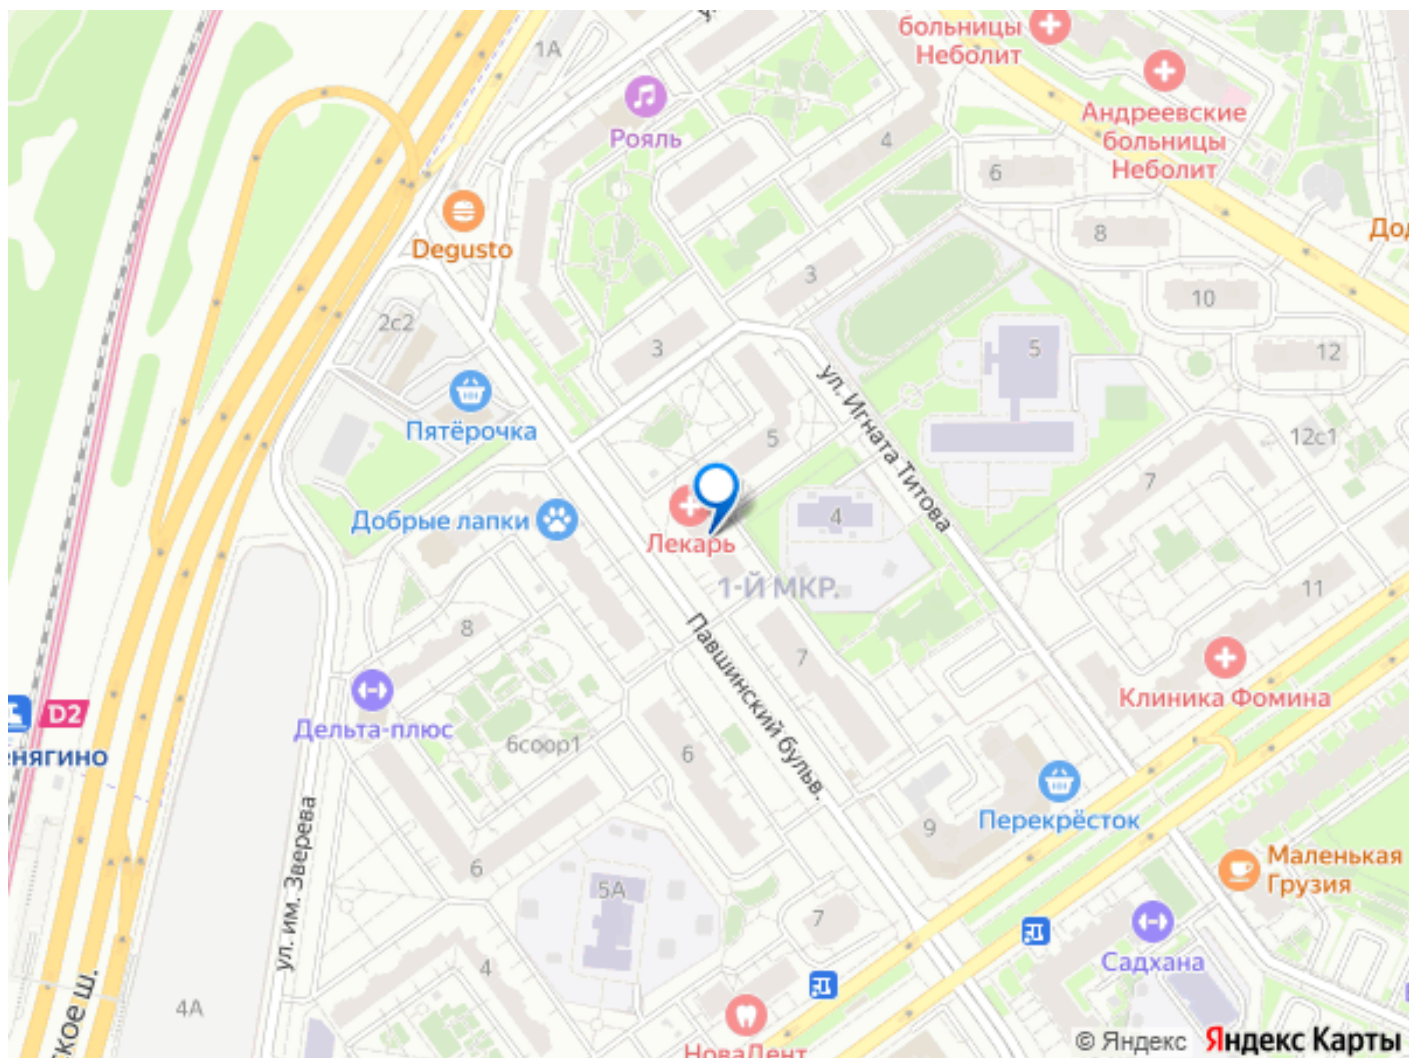 больницы
Неболит
Андреевские
больницы
Неболит
1А
Рояль
4
6
8
До
Degusto
3
10
2с2
3
5
12
ул. Игната Титова
Пятёрочка
5
12с1
7
Добрые лапки
Лекарь
4
1-Й МКР.
11
8
Павшинский бульв.
7
Клиника Фомина
D2
Дельта-плюс
нягино
6соор1
6
Перекрёсток
9
ул. им. Зверева
Маленькая
Грузия
6
5А
7
Садхана
4
4А
ское ш.
НоваДент
© Яндекс Яндекс Карты